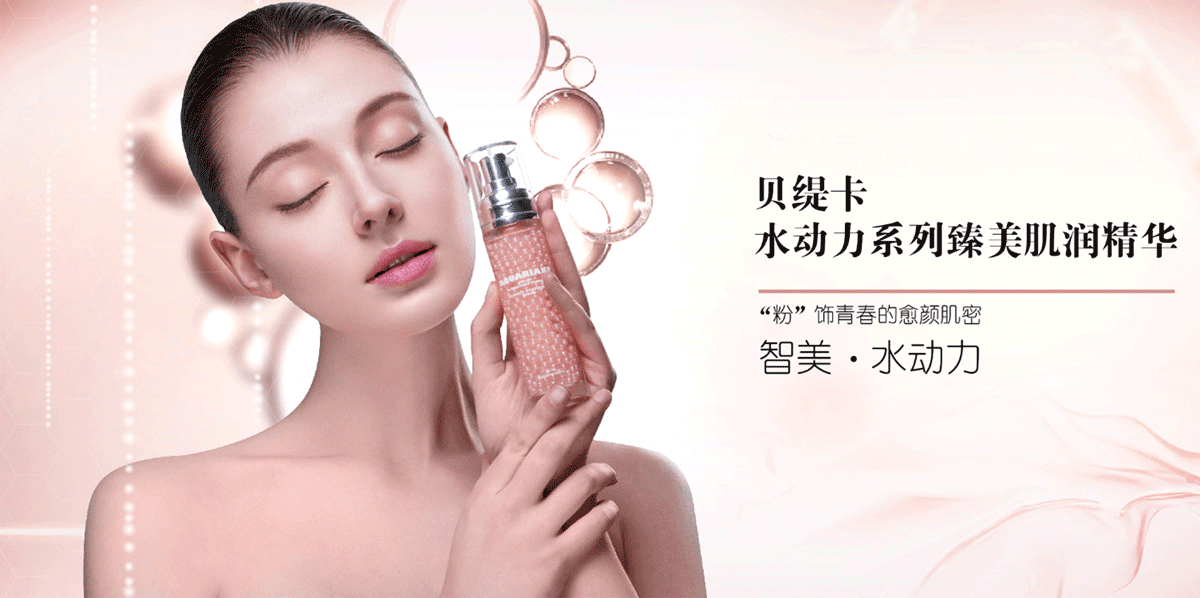 贝缇卡
水动力系列臻美肌润精华
“粉”饰青春的愈颜肌密
智美·水动力